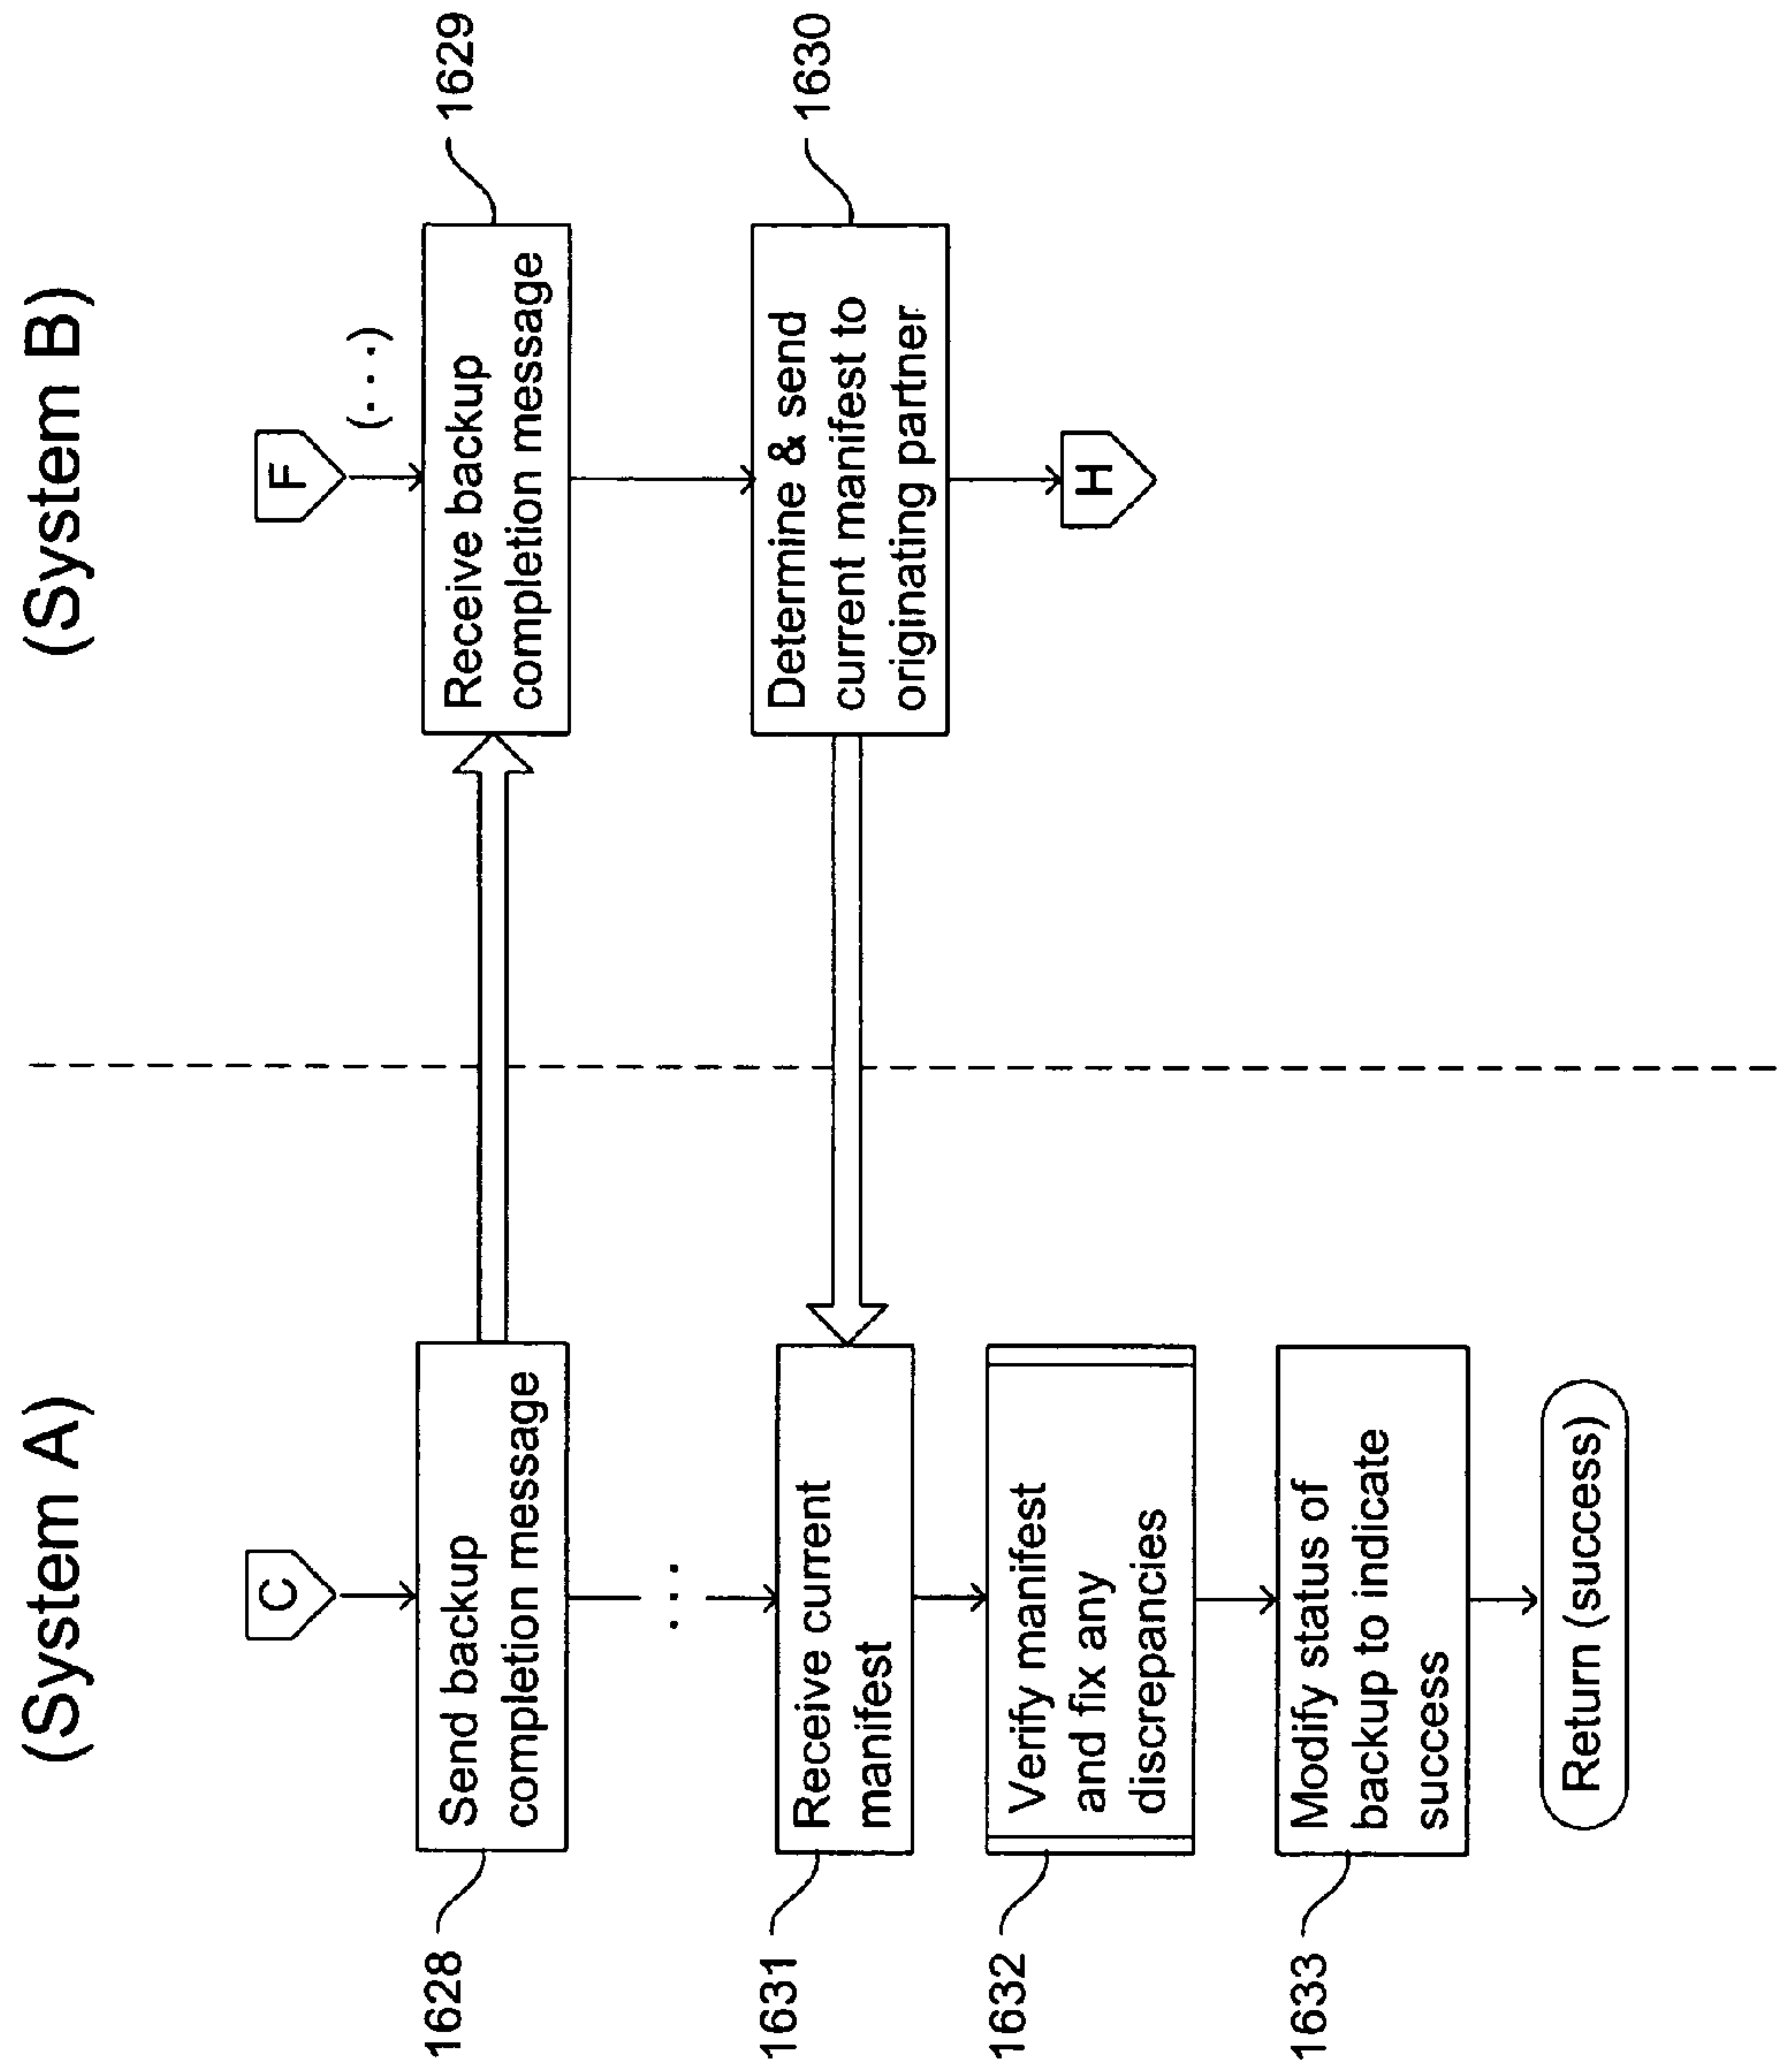 (System A)
(System B)
C
F
(...)
1628
Send backup
completion message
Receive backup
completion message
1629
...
Determine & send
current manifest to
originating partner
1630
1631
Receive current
manifest
H
1632
Verify manifest
and fix any
discrepancies
1633
Modify status of
backup to indicate
success
Return (success)